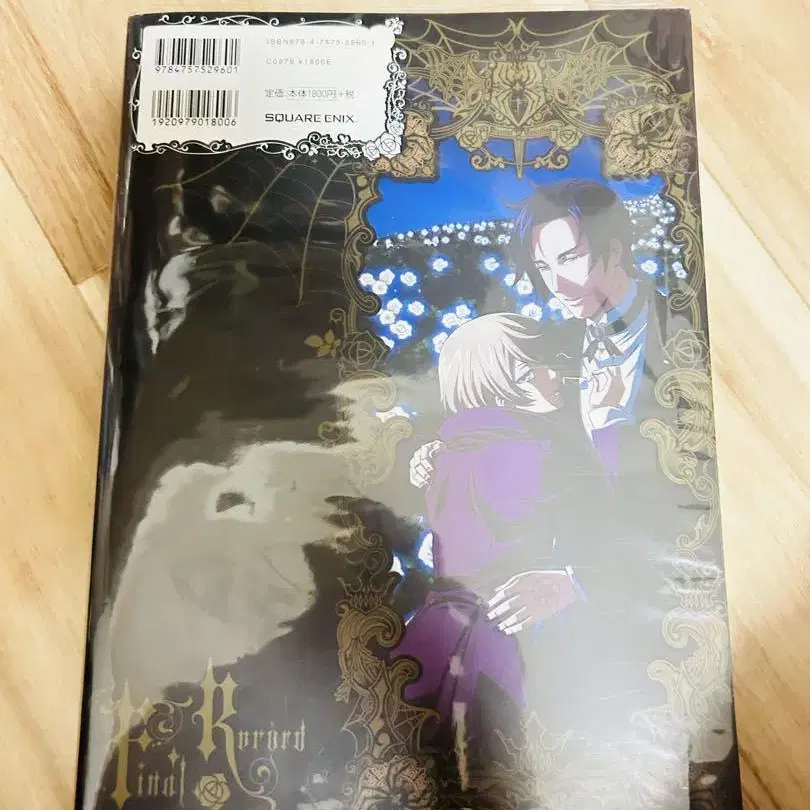 ISBN978-4-7575-2960-1
C0979 ¥1800E
9784757529601
定価:本体1800円+税
1920979018006
SQUARE ENIX
Final
Record